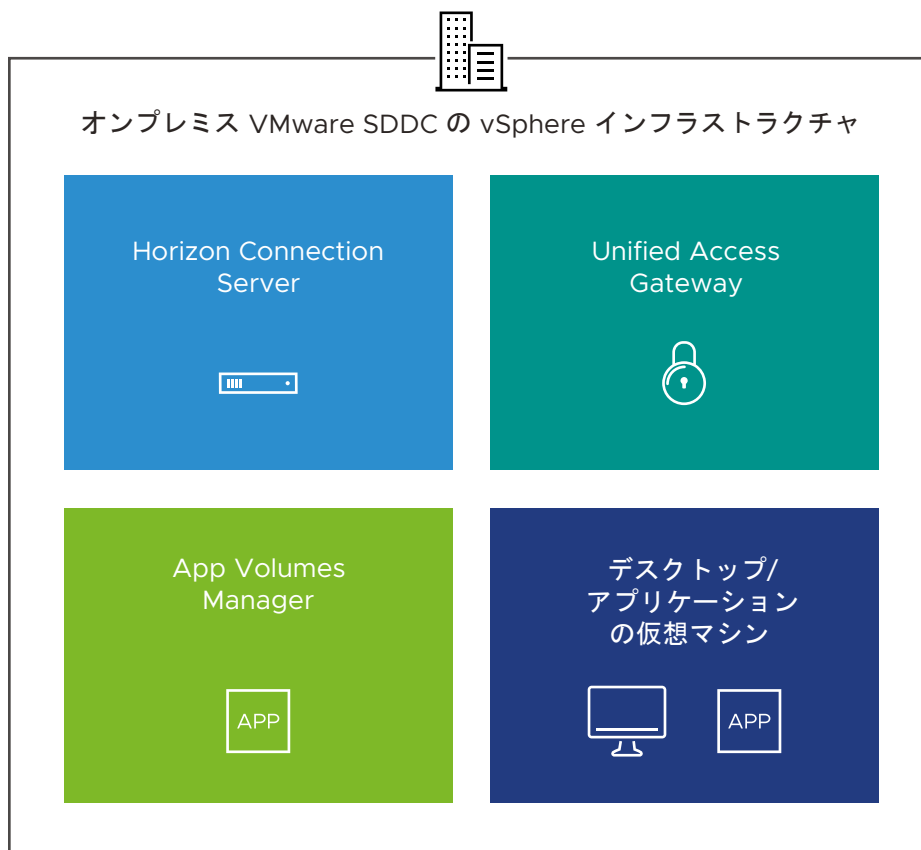 オンプレミス VMware SDDC の vSphere インフラストラクチャ
Horizon Connection
Server
Unified Access
Gateway
App Volumes
Manager
APP
デスクトップ/
アプリケーション
の仮想マシン
APP